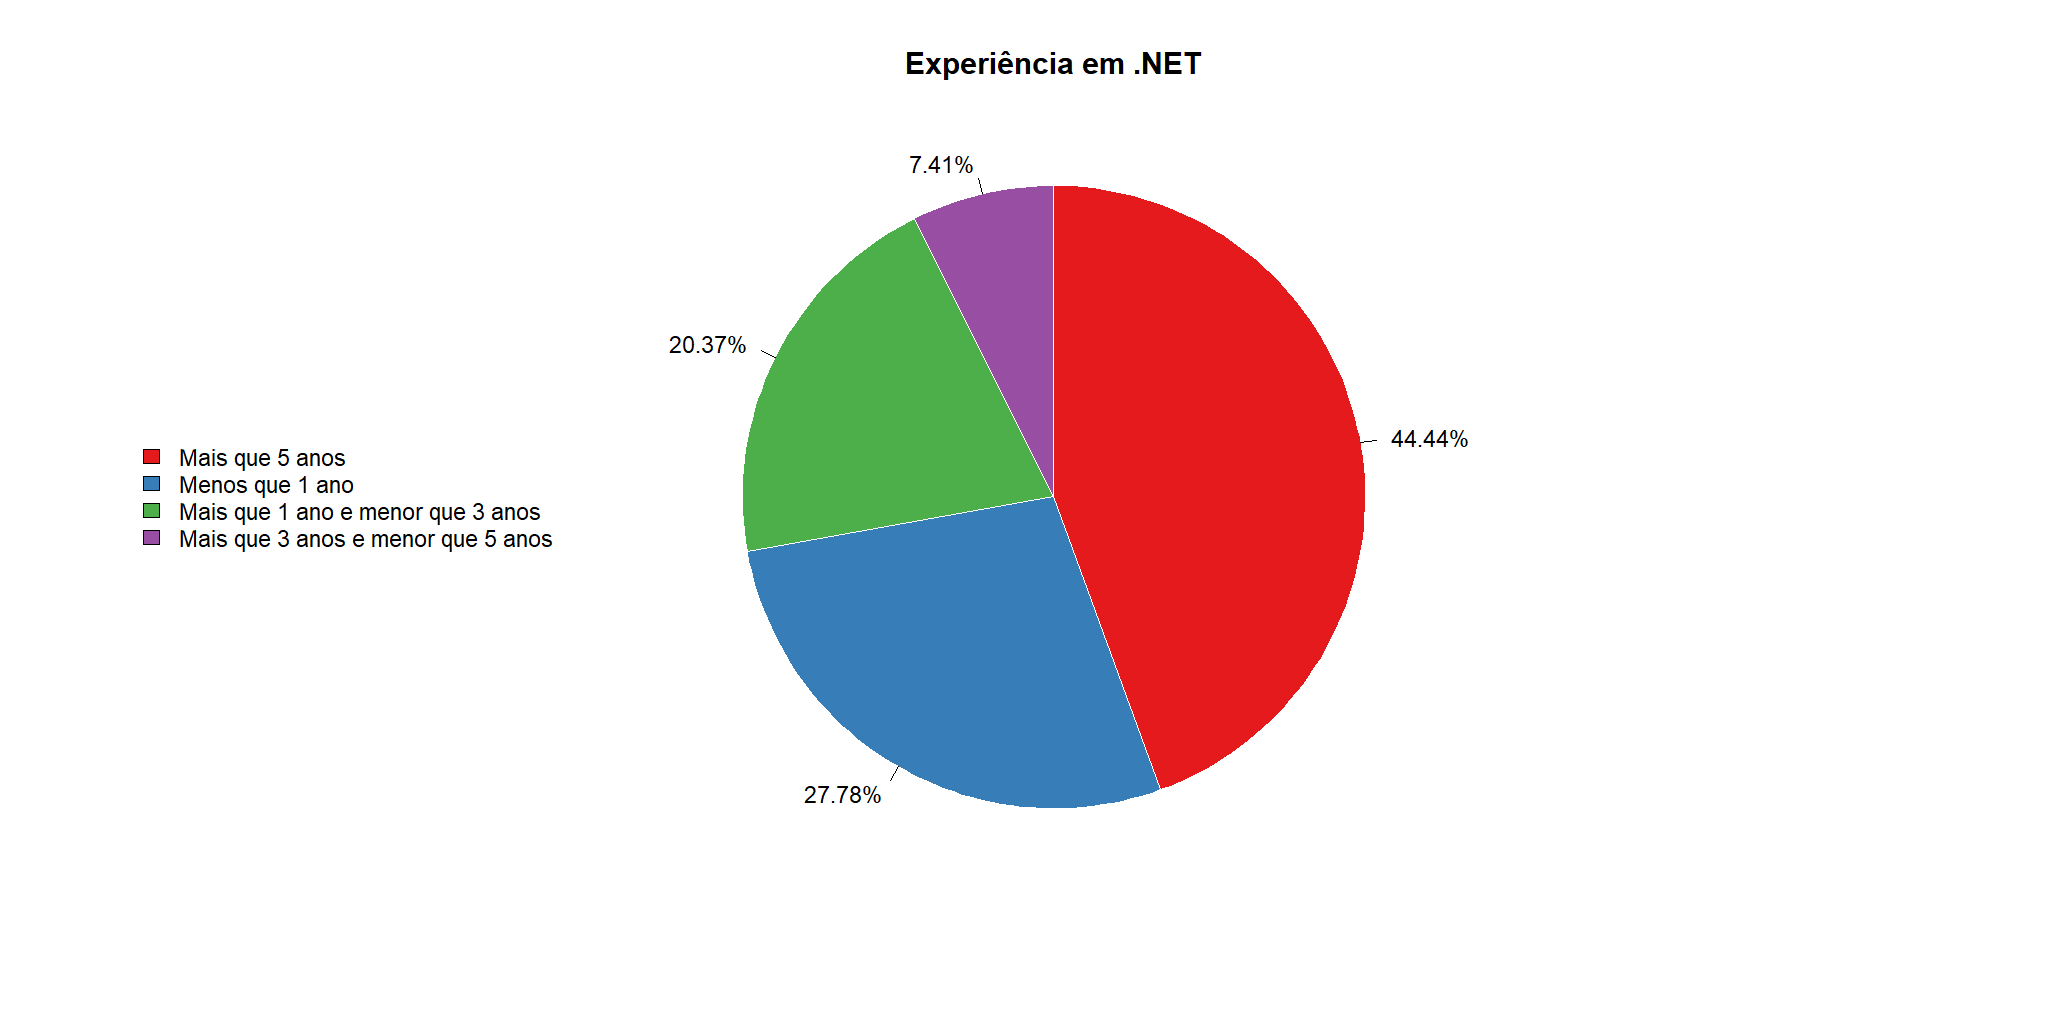 Experiência em .NET
7.41%
20.37%
44.44%
Mais que 5 anos
Menos que 1 ano
Mais que 1 ano e menor que 3 anos
Mais que 3 anos e menor que 5 anos
27.78%